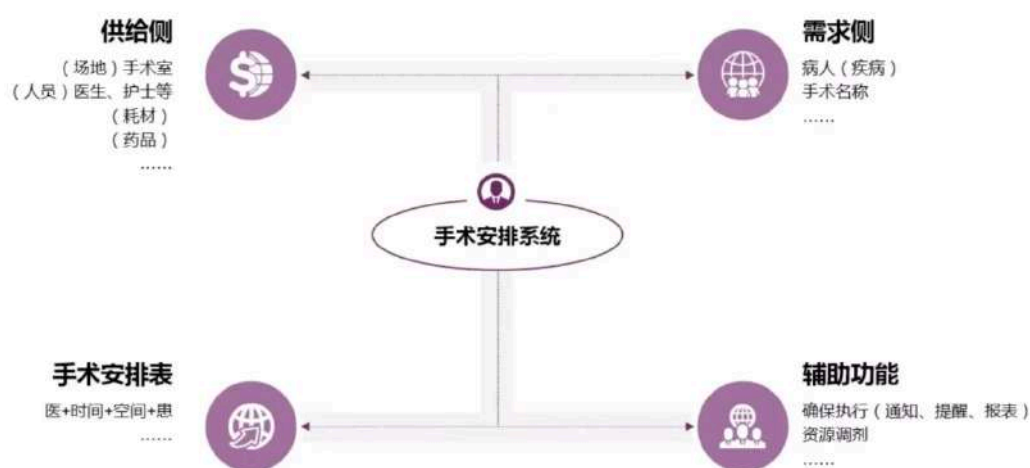 供给侧
（场地）手术室
（人员）医生、护士等
（耗材）
（药品）
……
需求侧
病人（疾病）
手术名称
……
手术安排系统
手术安排表
医+时间+空间+患
……
辅助功能
确保执行（通知、提醒、报表）
资源调剂
……